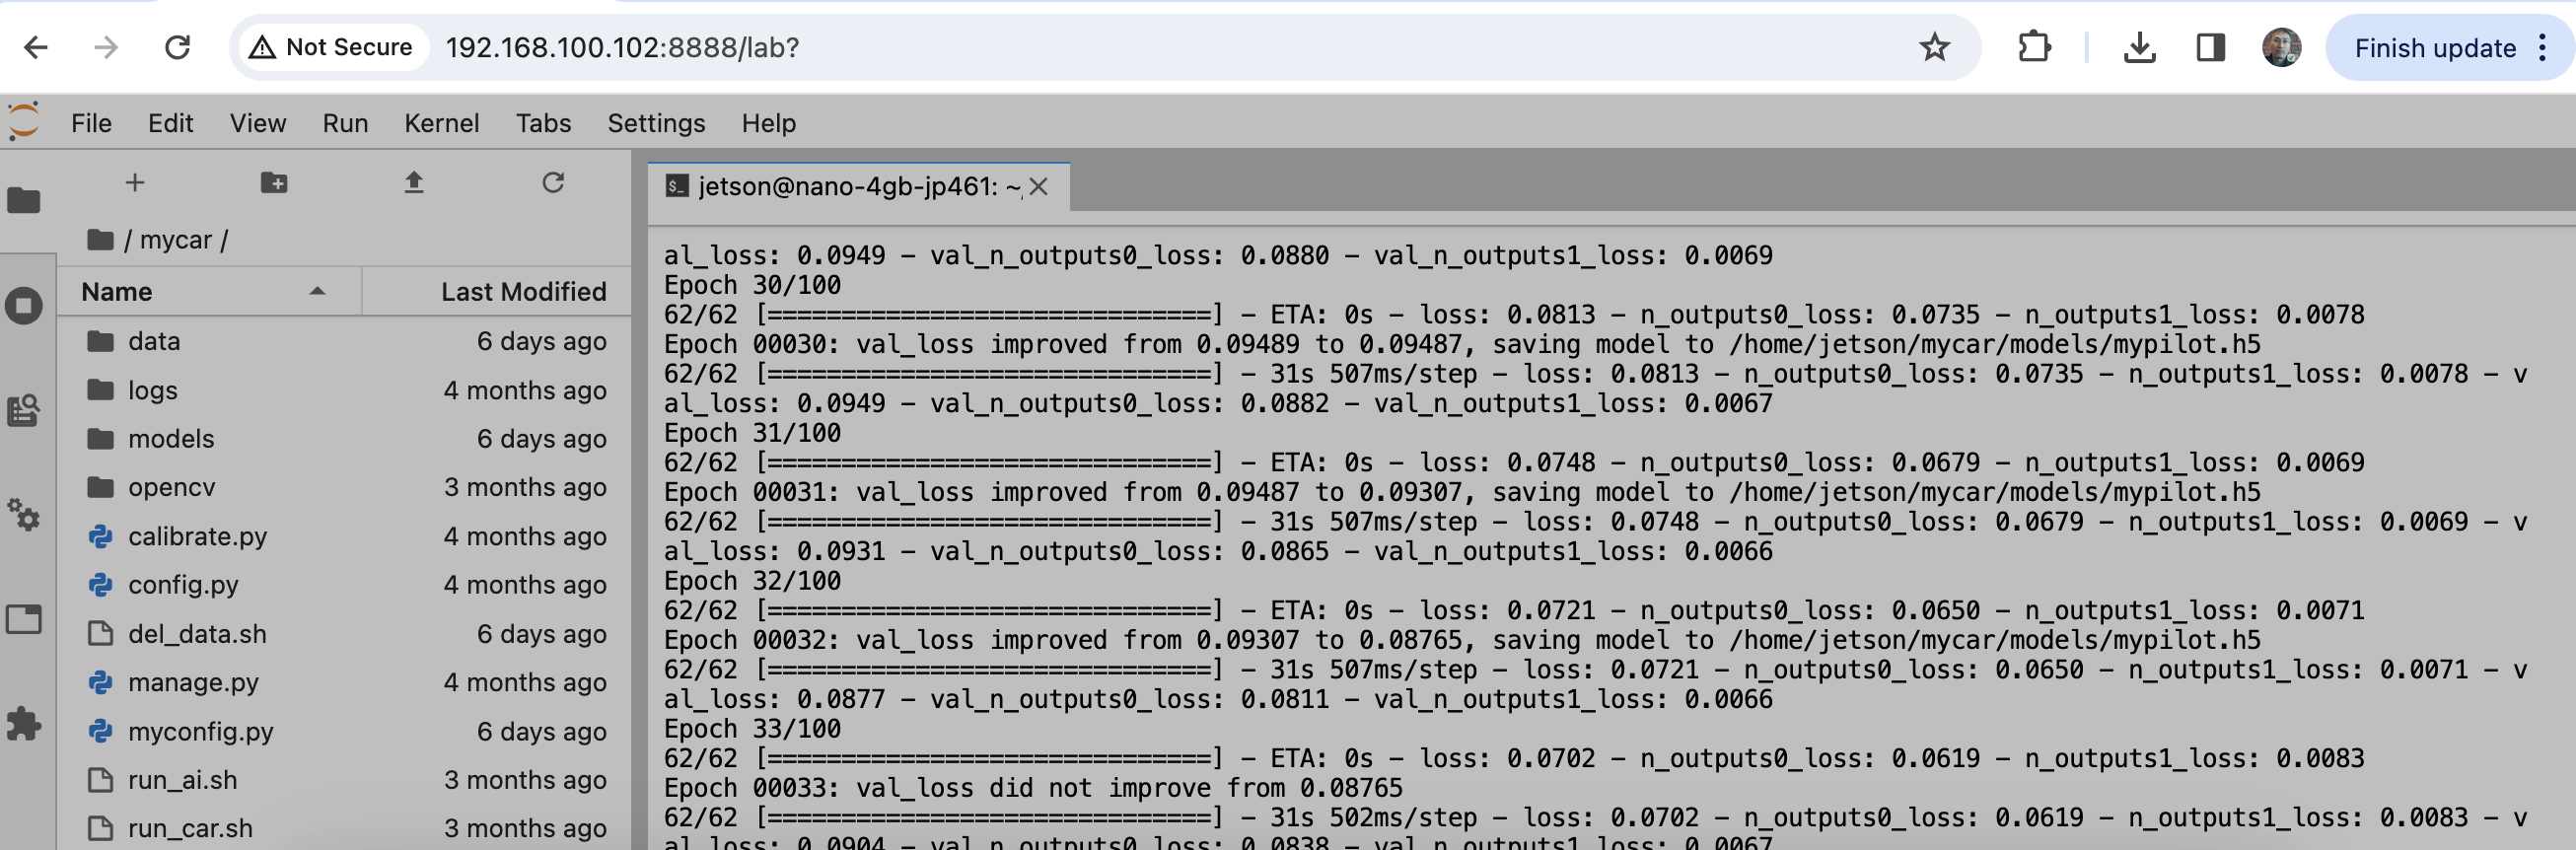 Not Secure 192.168.100.102:8888/lab? Finish update
File Edit View Run Kernel Tabs Settings Help
jetson@nano-4gb-jp461: ~/
/ mycar /
Name Last Modified
data 6 days ago
logs 4 months ago
models 6 days ago
opencv 3 months ago
calibrate.py 4 months ago
config.py 4 months ago
del_data.sh 6 days ago
manage.py 4 months ago
myconfig.py 6 days ago
run_ai.sh 3 months ago
run_car.sh 3 months ago
al_loss: 0.0949 - val_n_outputs0_loss: 0.0880 - val_n_outputs1_loss: 0.0069
Epoch 30/100
62/62 [==============================] - ETA: 0s - loss: 0.0813 - n_outputs0_loss: 0.0735 - n_outputs1_loss: 0.0078
Epoch 00030: val_loss improved from 0.09489 to 0.09487, saving model to /home/jetson/mycar/models/mypilot.h5
62/62 [==============================] - 31s 507ms/step - loss: 0.0813 - n_outputs0_loss: 0.0735 - n_outputs1_loss: 0.0078 - v
al_loss: 0.0949 - val_n_outputs0_loss: 0.0882 - val_n_outputs1_loss: 0.0067
Epoch 31/100
62/62 [==============================] - ETA: 0s - loss: 0.0748 - n_outputs0_loss: 0.0679 - n_outputs1_loss: 0.0069
Epoch 00031: val_loss improved from 0.09487 to 0.09307, saving model to /home/jetson/mycar/models/mypilot.h5
62/62 [==============================] - 31s 507ms/step - loss: 0.0748 - n_outputs0_loss: 0.0679 - n_outputs1_loss: 0.0069 - v
al_loss: 0.0931 - val_n_outputs0_loss: 0.0865 - val_n_outputs1_loss: 0.0066
Epoch 32/100
62/62 [==============================] - ETA: 0s - loss: 0.0721 - n_outputs0_loss: 0.0650 - n_outputs1_loss: 0.0071
Epoch 00032: val_loss improved from 0.09307 to 0.08765, saving model to /home/jetson/mycar/models/mypilot.h5
62/62 [==============================] - 31s 507ms/step - loss: 0.0721 - n_outputs0_loss: 0.0650 - n_outputs1_loss: 0.0071 - v
al_loss: 0.0877 - val_n_outputs0_loss: 0.0811 - val_n_outputs1_loss: 0.0066
Epoch 33/100
62/62 [==============================] - ETA: 0s - loss: 0.0702 - n_outputs0_loss: 0.0619 - n_outputs1_loss: 0.0083
Epoch 00033: val_loss did not improve from 0.08765
62/62 [==============================] - 31s 502ms/step - loss: 0.0702 - n_outputs0_loss: 0.0619 - n_outputs1_loss: 0.0083 - v
al_loss: 0.0904 - val_n_outputs0_loss: 0.0838 - val_n_outputs1_loss: 0.0067